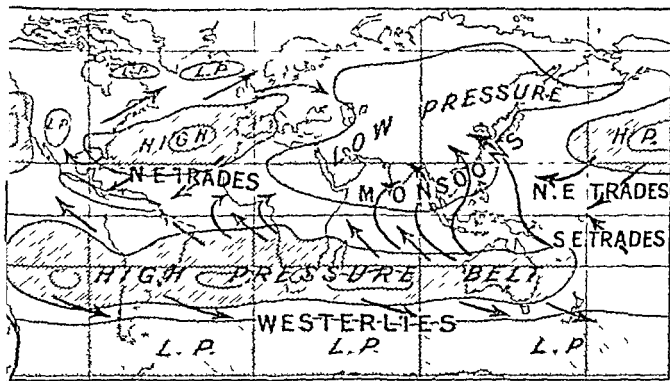 L.P. L.P.
L.P.
HIGH
LOW PRESSURE
H P.
N E TRADES
MONSOONS
N.E TRADES
S E TRADES
HIGH PRESSURE BELT
WESTERLIES
L.P. L.P. L.P.